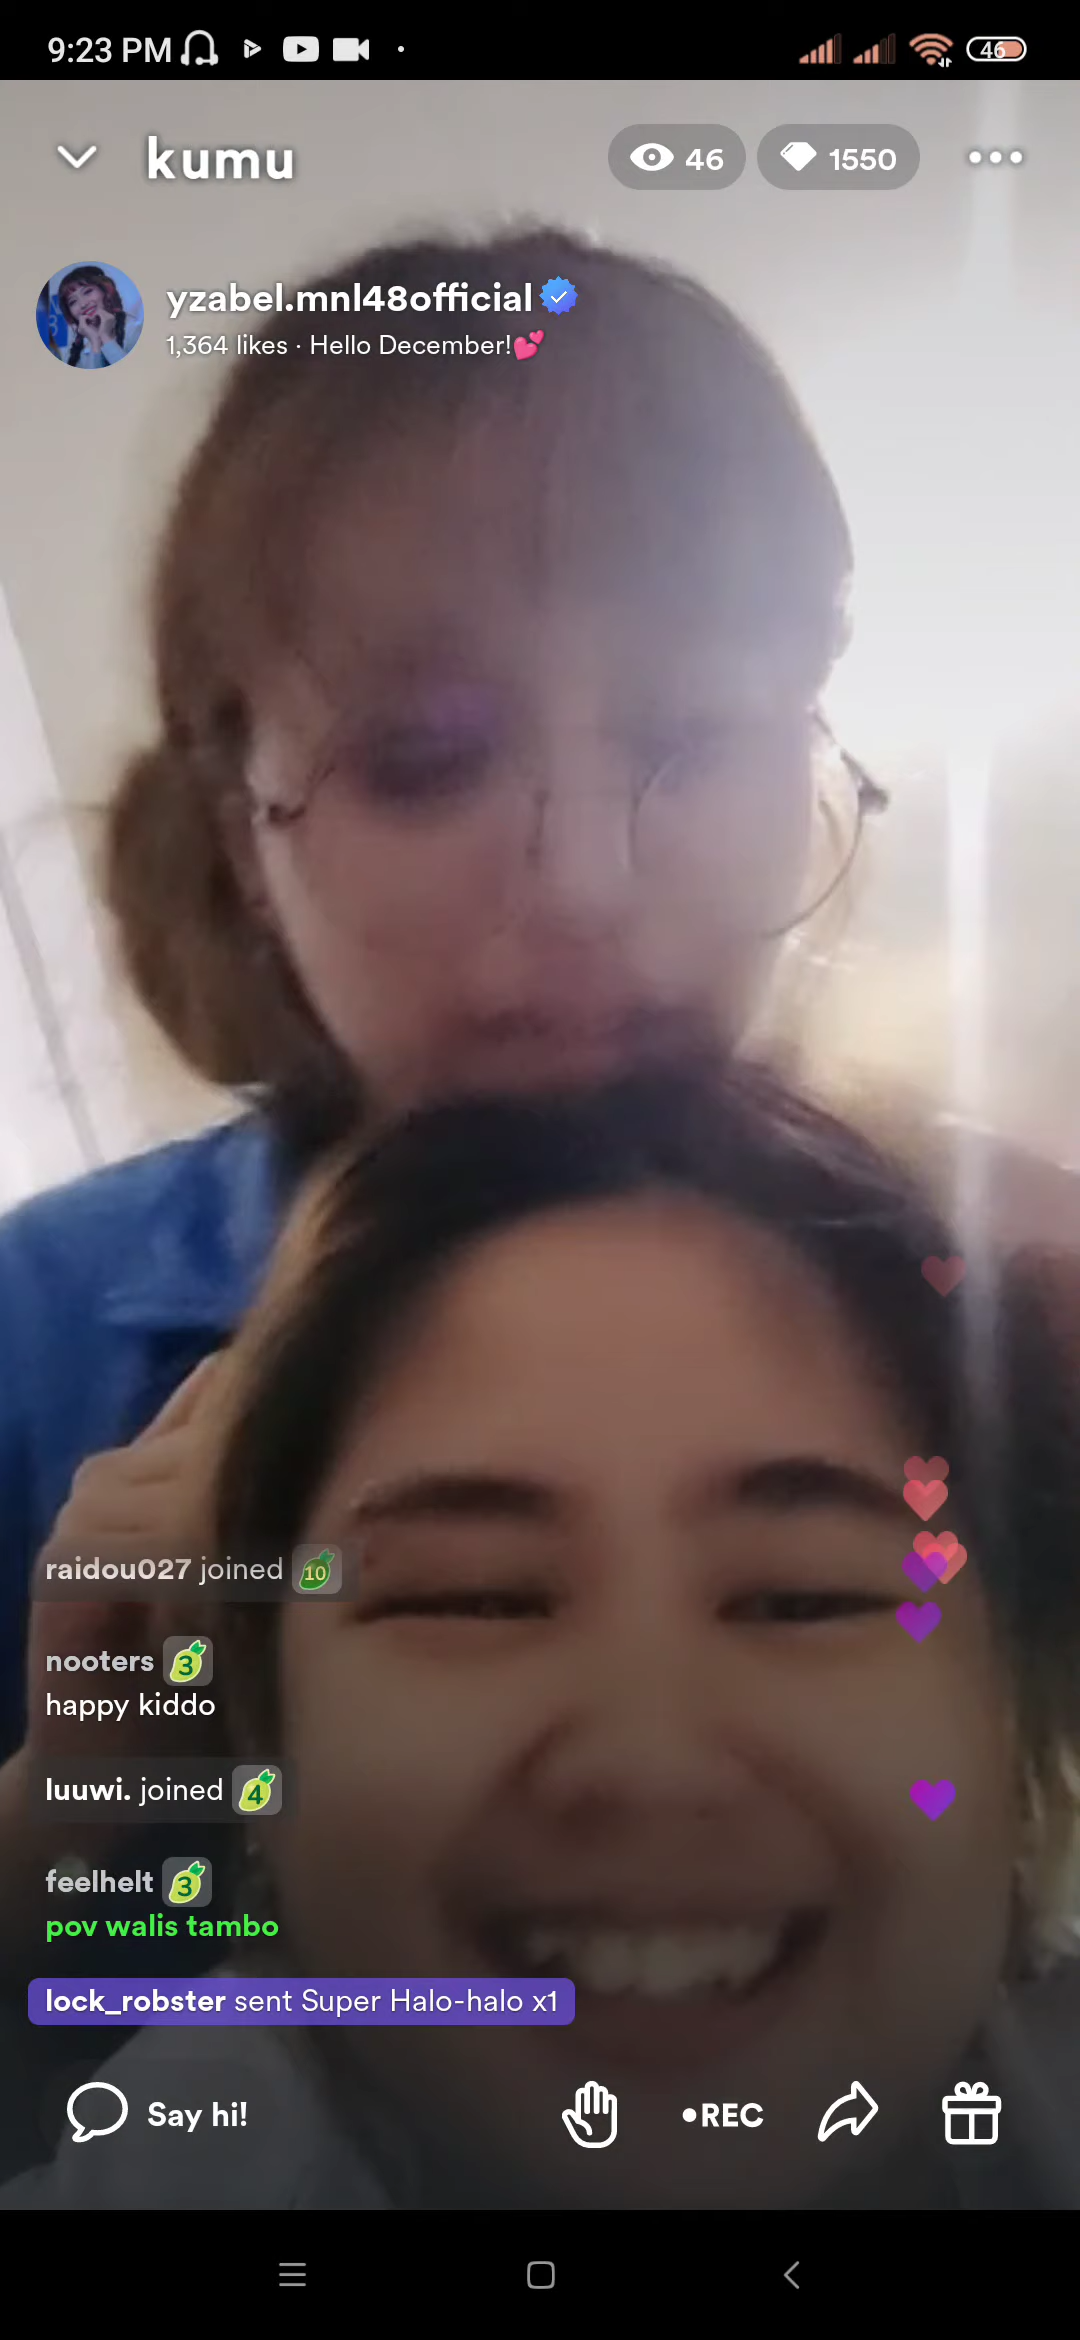 9:23 PM
46
kumu
46
1550
yzabel.mnl48official
1,364 likes · Hello December!💕
raidou027 joined 10
nooters 3
happy kiddo
luuwi. joined 4
feelhelt 3
pov walis tambo
lock_robster sent Super Halo-halo x1
Say hi!
•REC